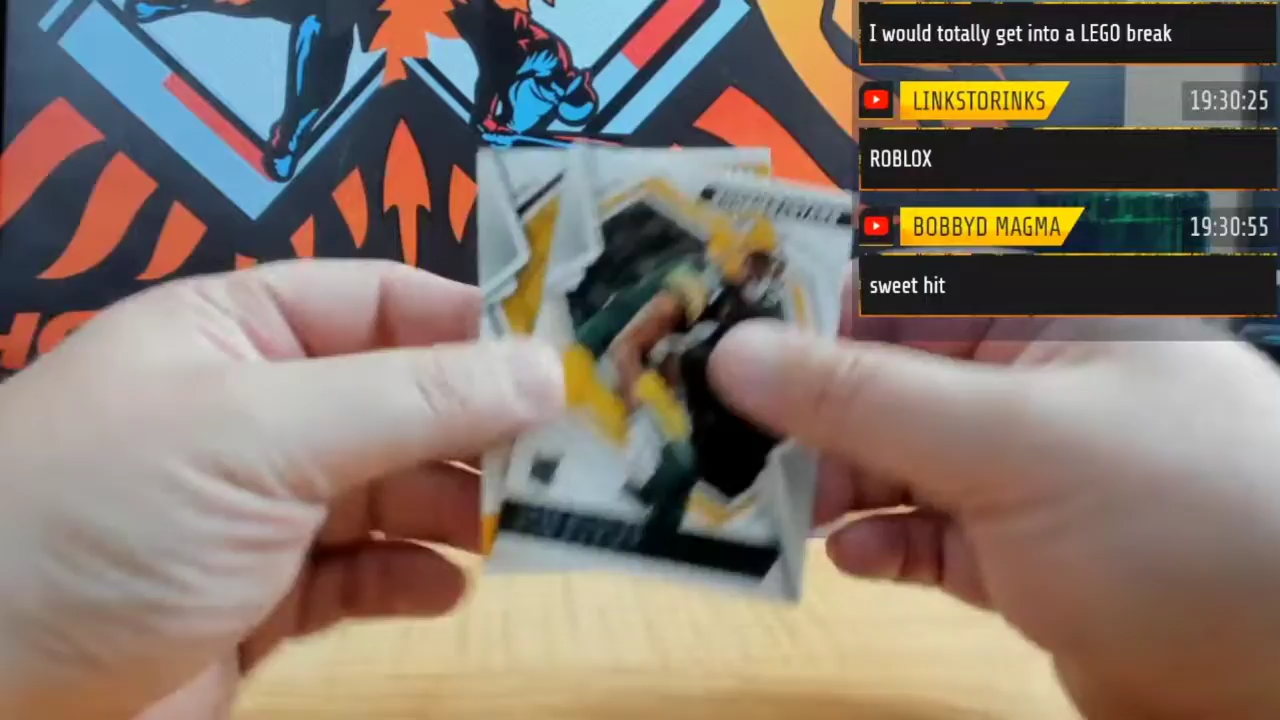 I would totally get into a LEGO break
LINKSTORINKS 19:30:25
ROBLOX
BOBBYD MAGMA 19:30:55
sweet hit